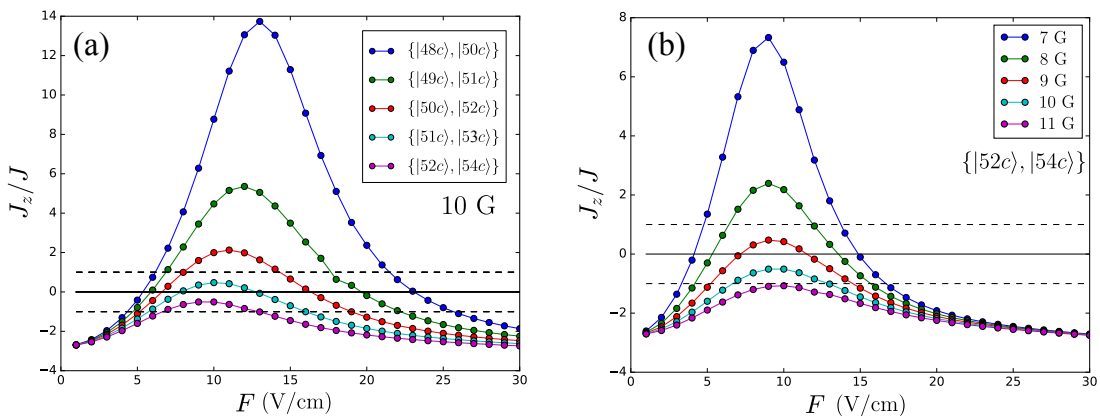 (a)
14
12
10
8
6
4
2
0
−2
−4
J_z/J
0
5
10
15
20
25
30
F (V/cm)
{|48c⟩, |50c⟩}
{|49c⟩, |51c⟩}
{|50c⟩, |52c⟩}
{|51c⟩, |53c⟩}
{|52c⟩, |54c⟩}
10 G
(b)
8
6
4
2
0
−2
−4
J_z/J
0
5
10
15
20
25
30
F (V/cm)
7 G
8 G
9 G
10 G
11 G
{|52c⟩, |54c⟩}